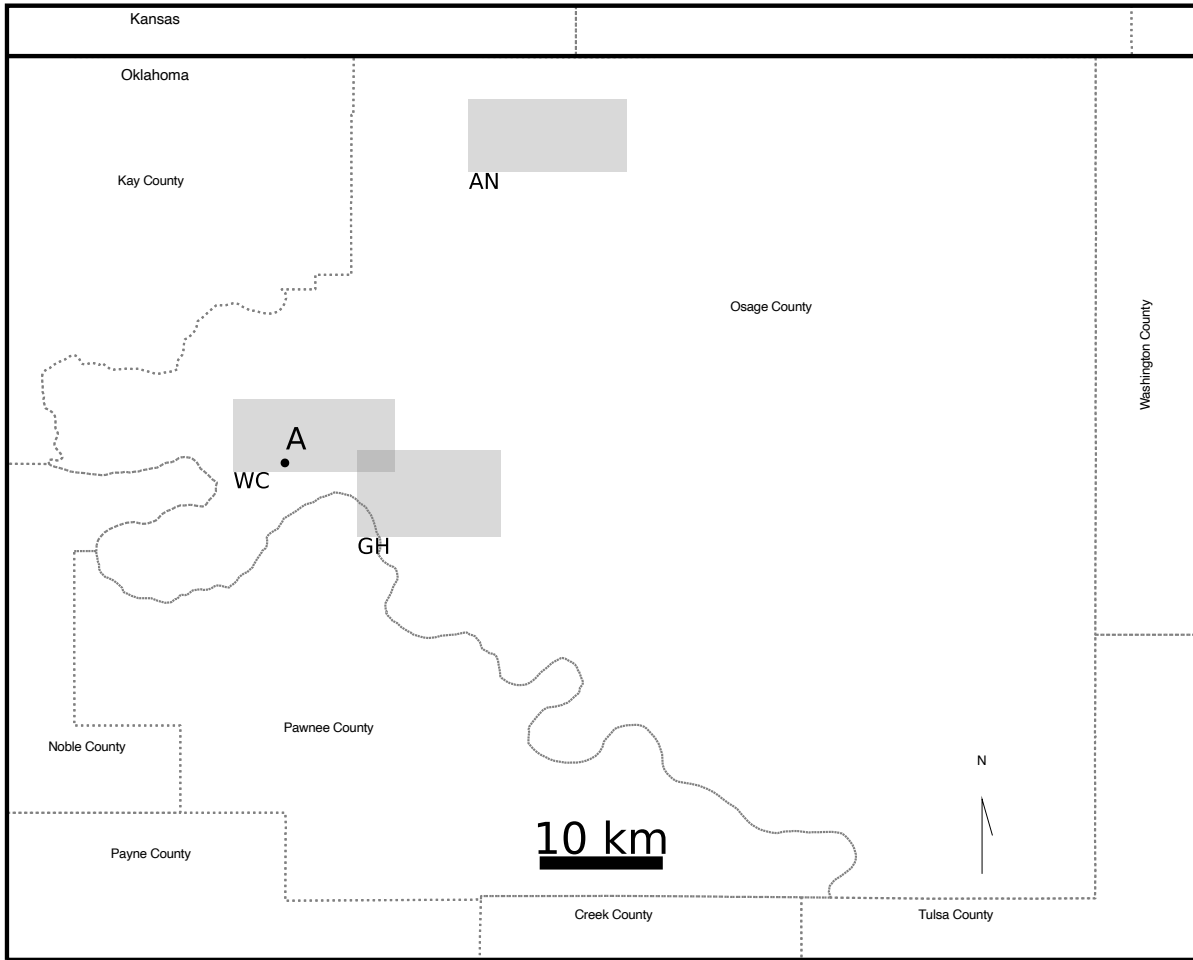 Kansas
Oklahoma
Kay County
AN
Osage County
Washington County
A
WC
GH
Pawnee County
Noble County
N
10 km
Payne County
Creek County
Tulsa County